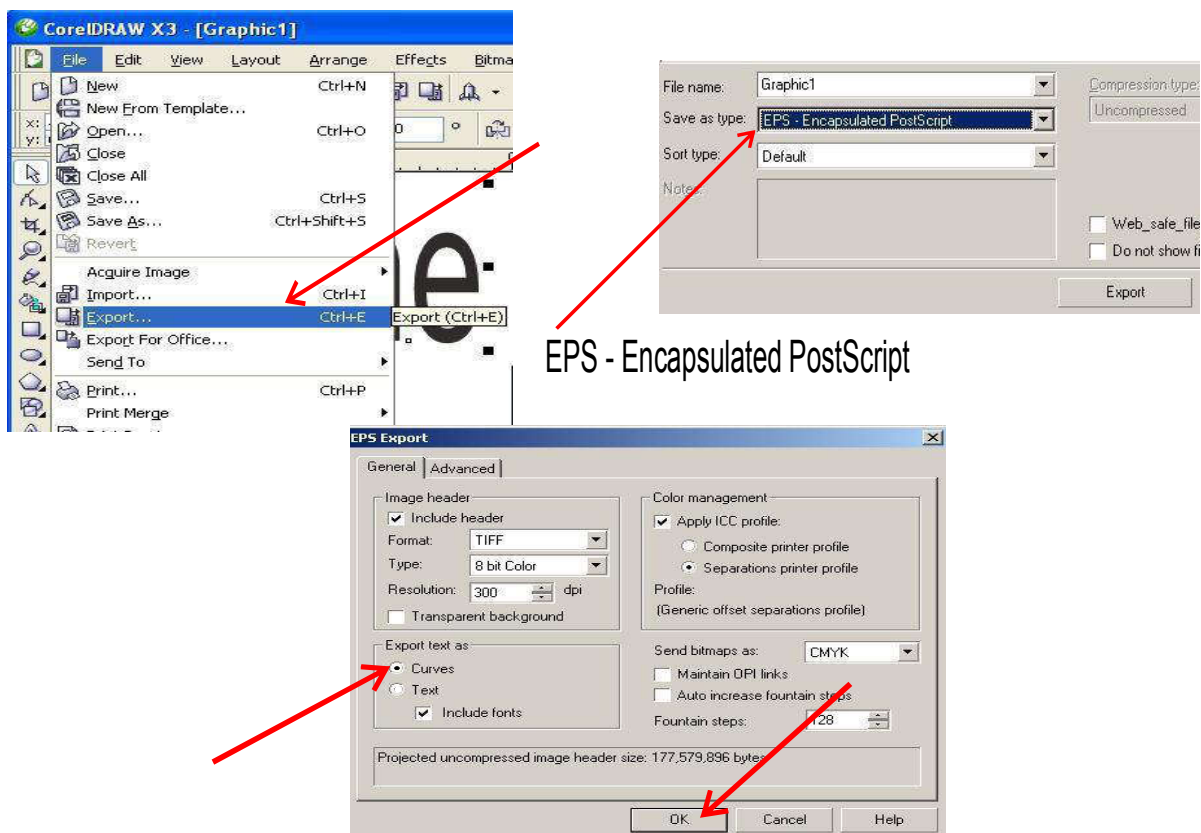 CorelDRAW X3 - [Graphic1]
File Edit View Layout Arrange Effects Bitma
New Ctrl+N
New From Template...
Open... Ctrl+O
Close
Close All
Save... Ctrl+S
Save As... Ctrl+Shift+S
Revert
Acquire Image
Import... Ctrl+I
Export... Ctrl+E
Export For Office...
Send To
Print... Ctrl+P
Print Merge
x:
y:
0 °
ne
Export (Ctrl+E)
File name: Graphic1
Compression type:
Save as type: EPS - Encapsulated PostScript
Uncompressed
Sort type: Default
Notes:
Web_safe_file
Do not show fi
Export
EPS - Encapsulated PostScript
EPS Export
General Advanced
Image header
Include header
Format: TIFF
Type: 8 bit Color
Resolution: 300 dpi
Transparent background
Color management
Apply ICC profile:
Composite printer profile
Separations printer profile
Profile:
(Generic offset separations profile)
Export text as
Curves
Text
Include fonts
Send bitmaps as: CMYK
Maintain OPI links
Auto increase fountain steps
Fountain steps: 128
Projected uncompressed image header size: 177,579,896 bytes
OK Cancel Help